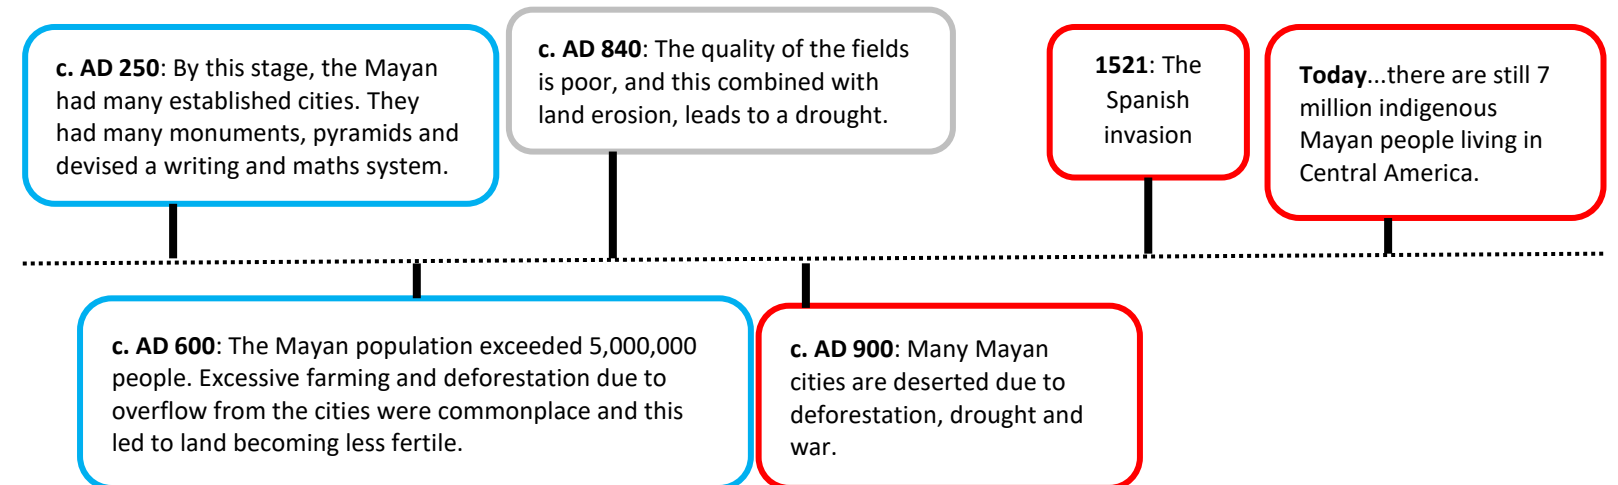 c. AD 250: By this stage, the Mayan
had many established cities. They
had many monuments, pyramids and
devised a writing and maths system.
c. AD 840: The quality of the fields
is poor, and this combined with
land erosion, leads to a drought.
1521: The
Spanish
invasion
Today...there are still 7
million indigenous
Mayan people living in
Central America.
c. AD 600: The Mayan population exceeded 5,000,000
people. Excessive farming and deforestation due to
overflow from the cities were commonplace and this
led to land becoming less fertile.
c. AD 900: Many Mayan
cities are deserted due to
deforestation, drought and
war.